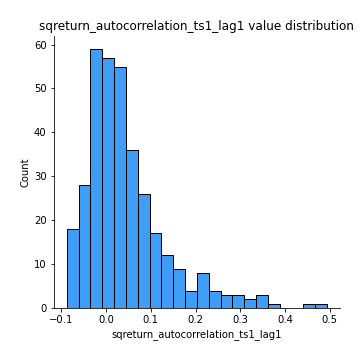 sqreturn_autocorrelation_ts1_lag1 value distribution
60
50
40
30
20
10
0
Count
−0.1 0.0 0.1 0.2 0.3 0.4 0.5
sqreturn_autocorrelation_ts1_lag1